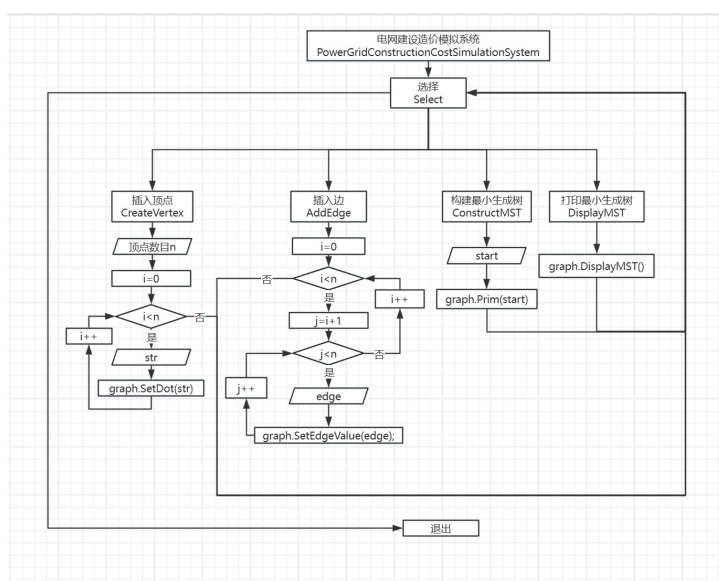 电网建设造价模拟系统
PowerGridConstructionCostSimulationSystem
选择
Select
插入顶点
CreateVertex
顶点数目n
i=0
i<n
否
是
i++
str
graph.SetDot(str)
插入边
AddEdge
i=0
否
i<n
i++
是
j=i+1
j<n
否
是
j++
edge
graph.SetEdgeValue(edge);
构建最小生成树
ConstructMST
start
graph.Prim(start)
打印最小生成树
DisplayMST
graph.DisplayMST()
退出